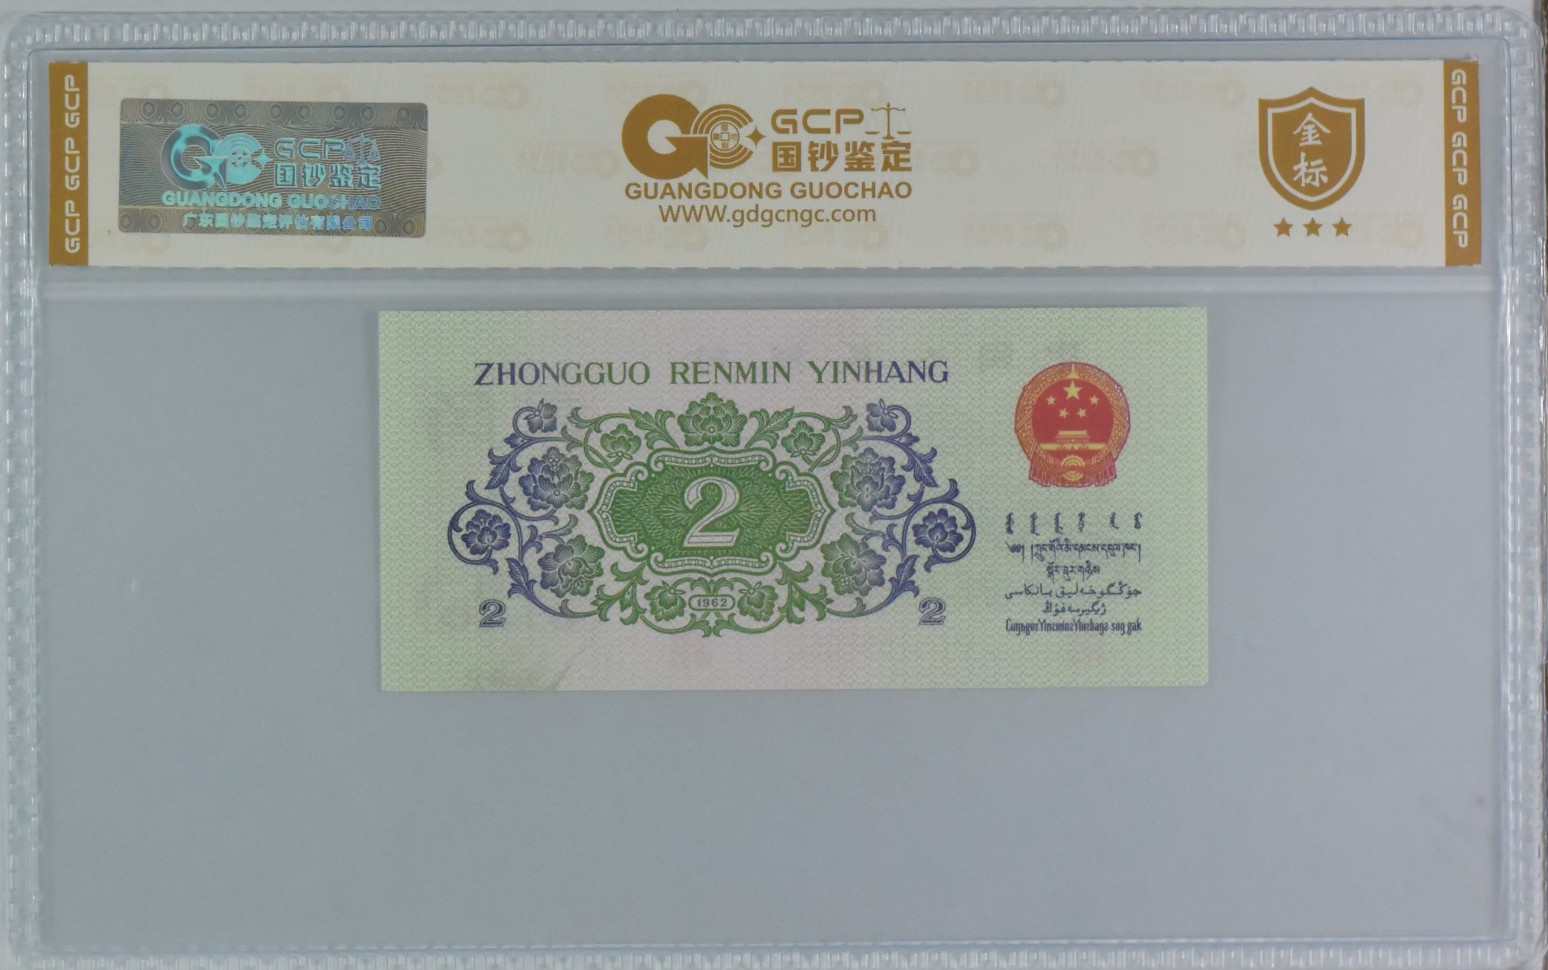 GCP GCP GCP
GCP
国钞鉴定
GUANGDONG GUOCHAO
广东国钞鉴定评估有限公司
GCP
国钞鉴定
GUANGDONG GUOCHAO
WWW.gdgcngc.com
金标
GCP GCP GCP
ZHONGGUO RENMIN YINHANG
2
1962
2
2
جۇڭگوخەلىق بانكاسى